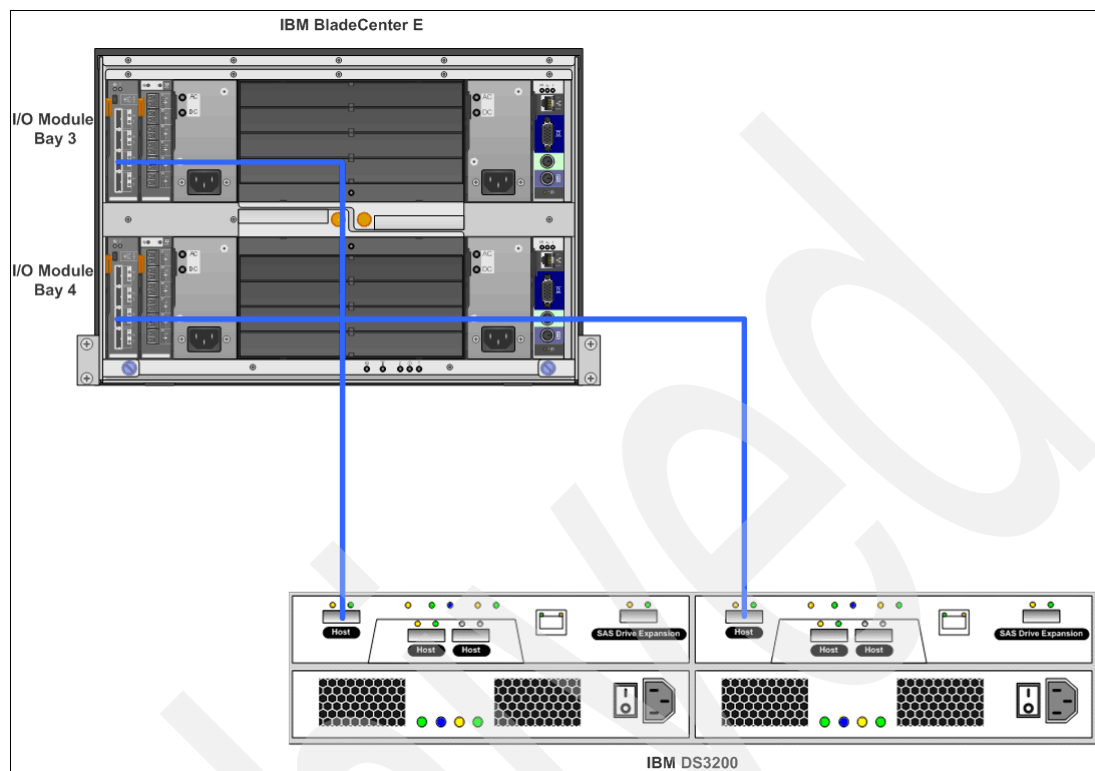 IBM BladeCenter E
I/O Module
Bay 3
AC
DC
AC
DC
I/O Module
Bay 4
AC
DC
AC
DC
Host
Host
Host
SAS Drive Expansion
Host
Host
Host
SAS Drive Expansion
IBM DS3200